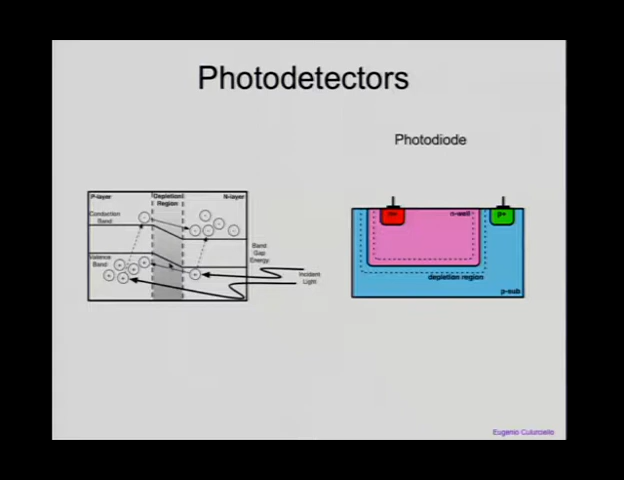 Photodetectors
Photodiode
P-layer
Depletion
Region
N-layer
Conduction
Band
Valence
Band
Band
Gap
Energy
Incident
Light
n-well
p+
depletion region
p-sub
Eugenio Culurciello